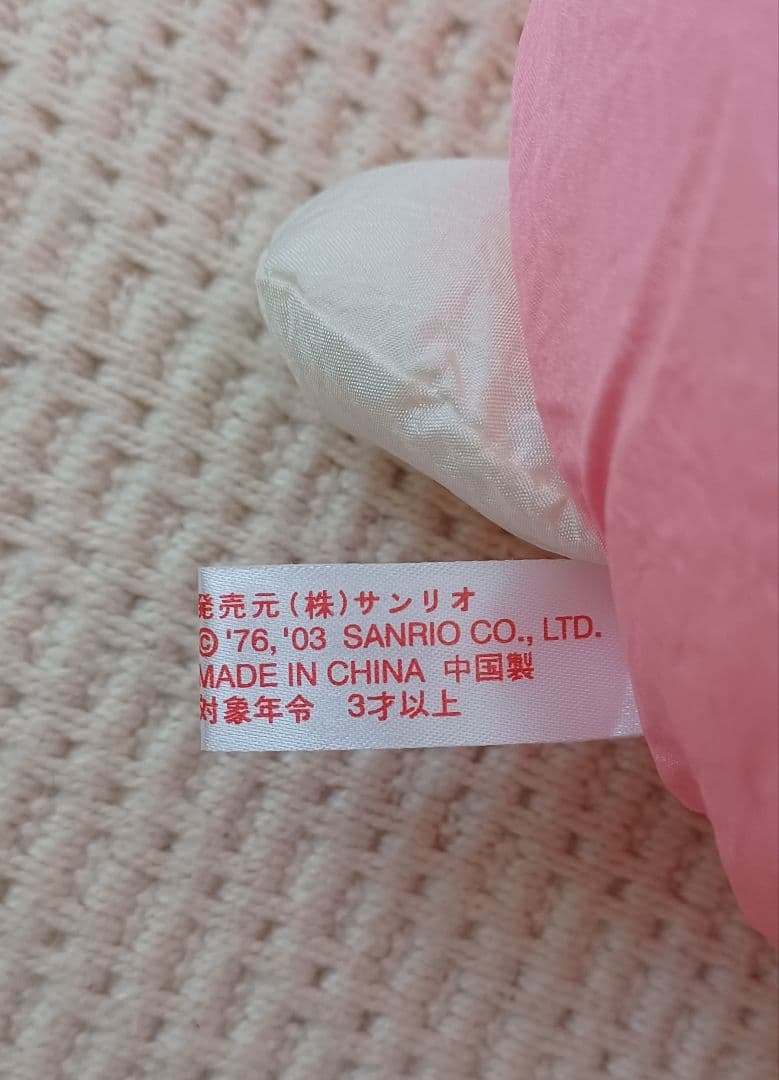 発売元(株)サンリオ
© '76, '03 SANRIO CO., LTD.
MADE IN CHINA 中国製
対象年令 3才以上